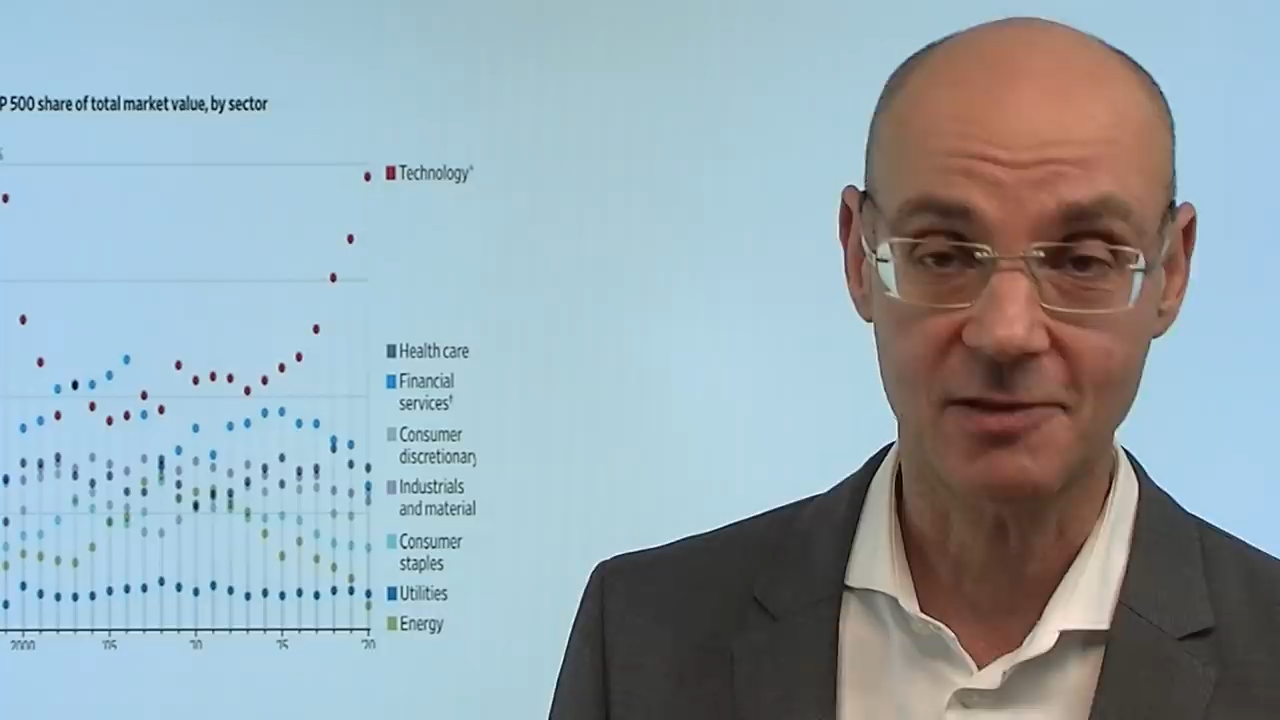 P 500 share of total market value, by sector
Technology*
Health care
Financial
services†
Consumer
discretionary
Industrials
and material
Consumer
staples
Utilities
Energy
2000 '05 '10 '15 '20